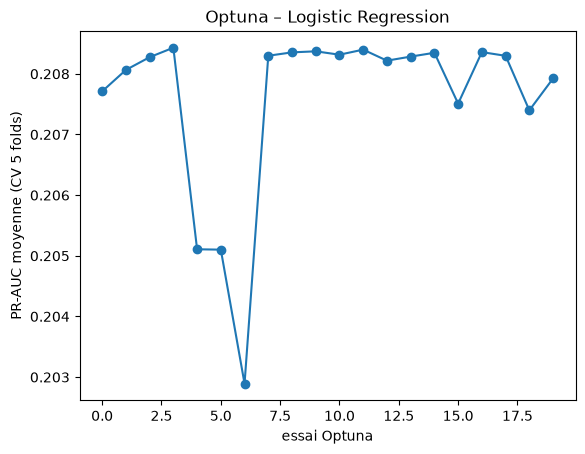 Optuna – Logistic Regression
PR-AUC moyenne (CV 5 folds)
0.208
0.207
0.206
0.205
0.204
0.203
0.0 2.5 5.0 7.5 10.0 12.5 15.0 17.5
essai Optuna